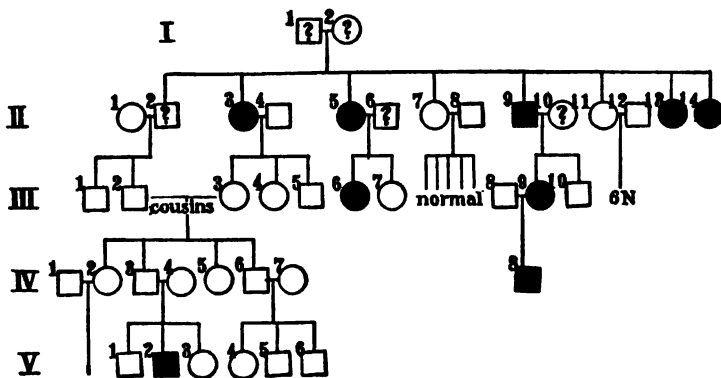 I 1 ? 2 ?
II 1 2 ? 3 4 5 6 ? 7 8 9 10 ? 11 12 13 14
III 1 2 cousins 3 4 5 6 7 normal 8 9 10 6N
IV 1 2 3 4 5 6 7 8
V 1 2 3 4 5 6